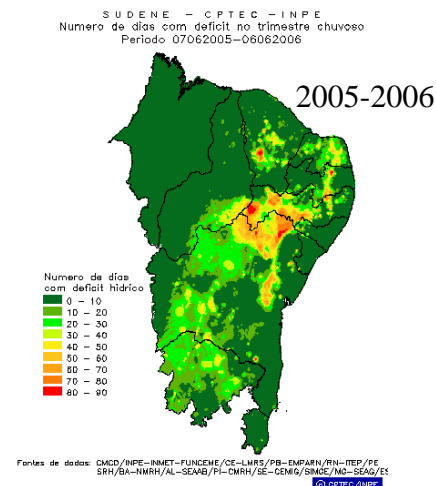 SUDENE - CPTEC-INPE
Numero de dias com deficit no trimestre chuvoso
Periodo 07062005-06062006
2005-2006
Numero de dias
com deficit hidrico
0 - 10
10 - 20
20 - 30
30 - 40
40 - 50
50 - 60
60 - 70
70 - 80
80 - 90
Fontes de dados: CMCD/INPE-INMET-FUNCEME/CE-LMRS/PB-EMPARN/RN-ITEP/PE
SRH/BA-NMRH/AL-SEAAB/PI-CMRH/SE-CEMIG/SIMGE/MG-SEAG/ES
© CPTEC/INPE